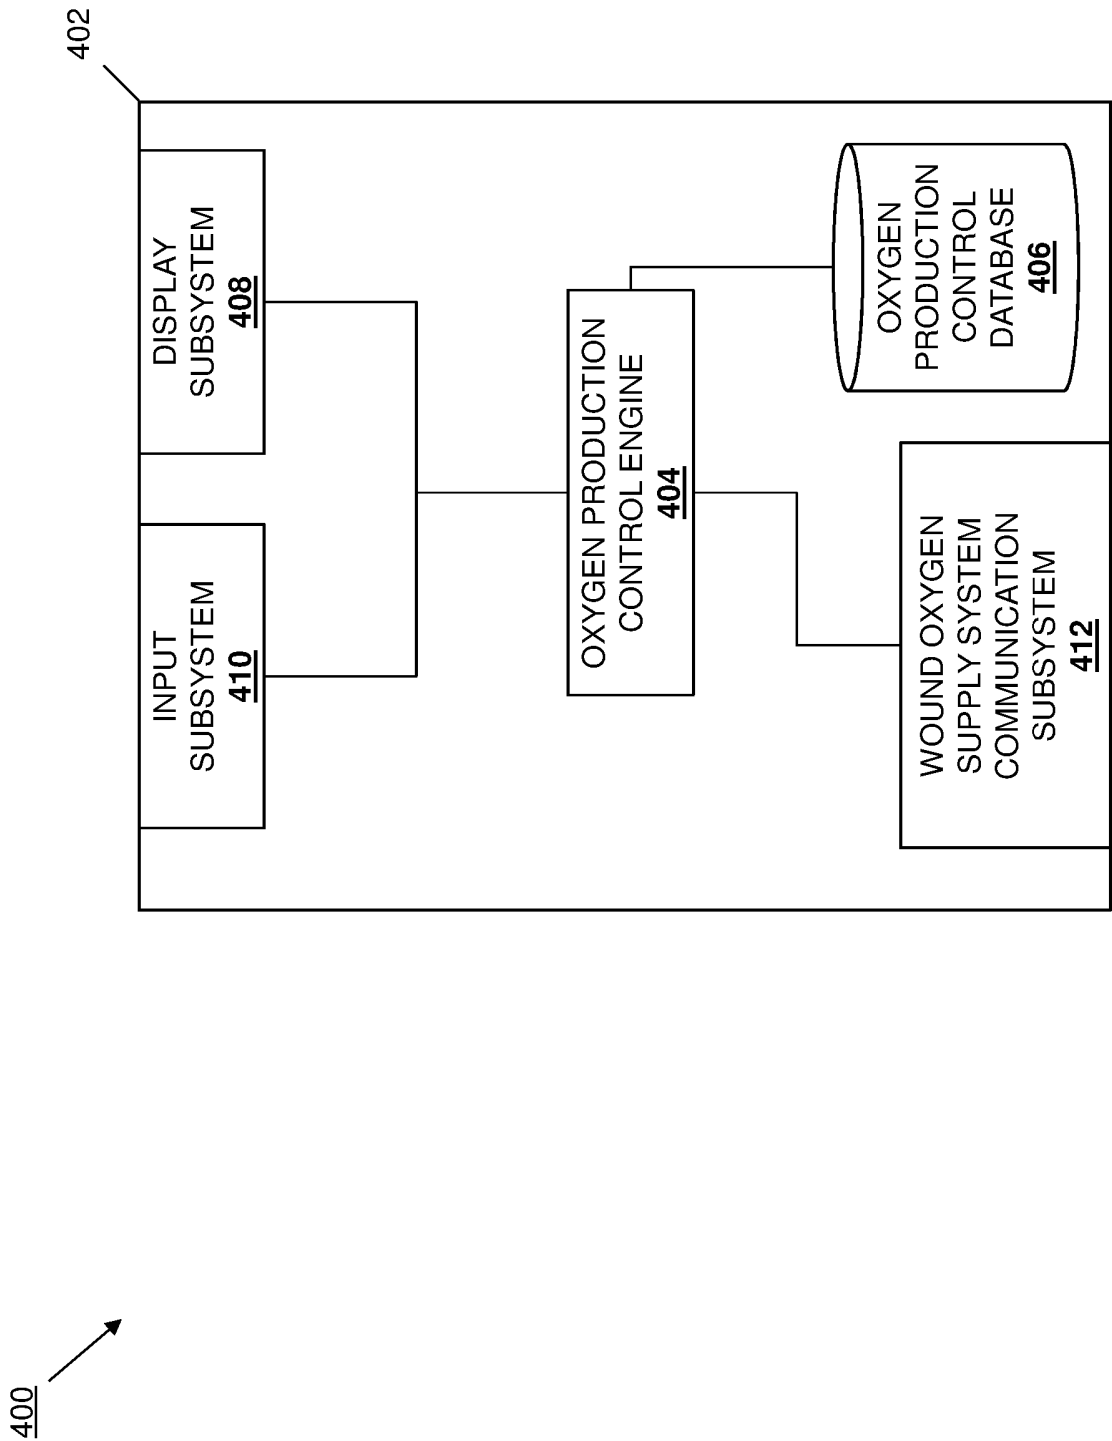 400
402
INPUT
SUBSYSTEM
410
DISPLAY
SUBSYSTEM
408
OXYGEN PRODUCTION
CONTROL ENGINE
404
WOUND OXYGEN
SUPPLY SYSTEM
COMMUNICATION
SUBSYSTEM
412
OXYGEN
PRODUCTION
CONTROL
DATABASE
406